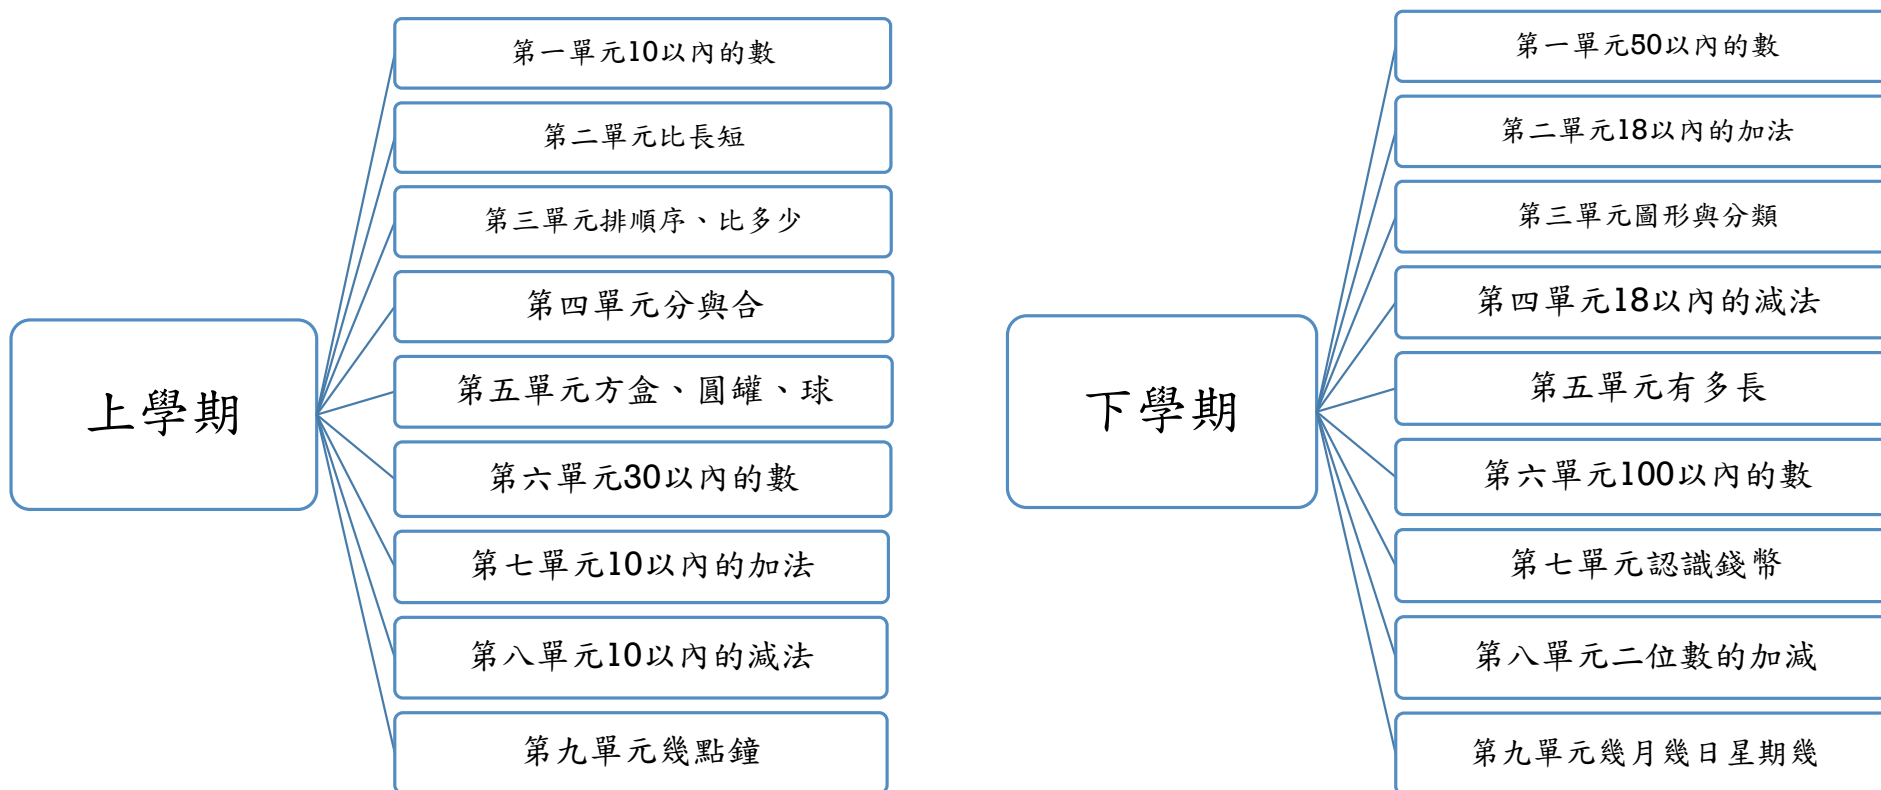 上學期
第一單元10以內的數
第二單元比長短
第三單元排順序、比多少
第四單元分與合
第五單元方盒、圓罐、球
第六單元30以內的數
第七單元10以內的加法
第八單元10以內的減法
第九單元幾點鐘
下學期
第一單元50以內的數
第二單元18以內的加法
第三單元圖形與分類
第四單元18以內的減法
第五單元有多長
第六單元100以內的數
第七單元認識錢幣
第八單元二位數的加減
第九單元幾月幾日星期幾